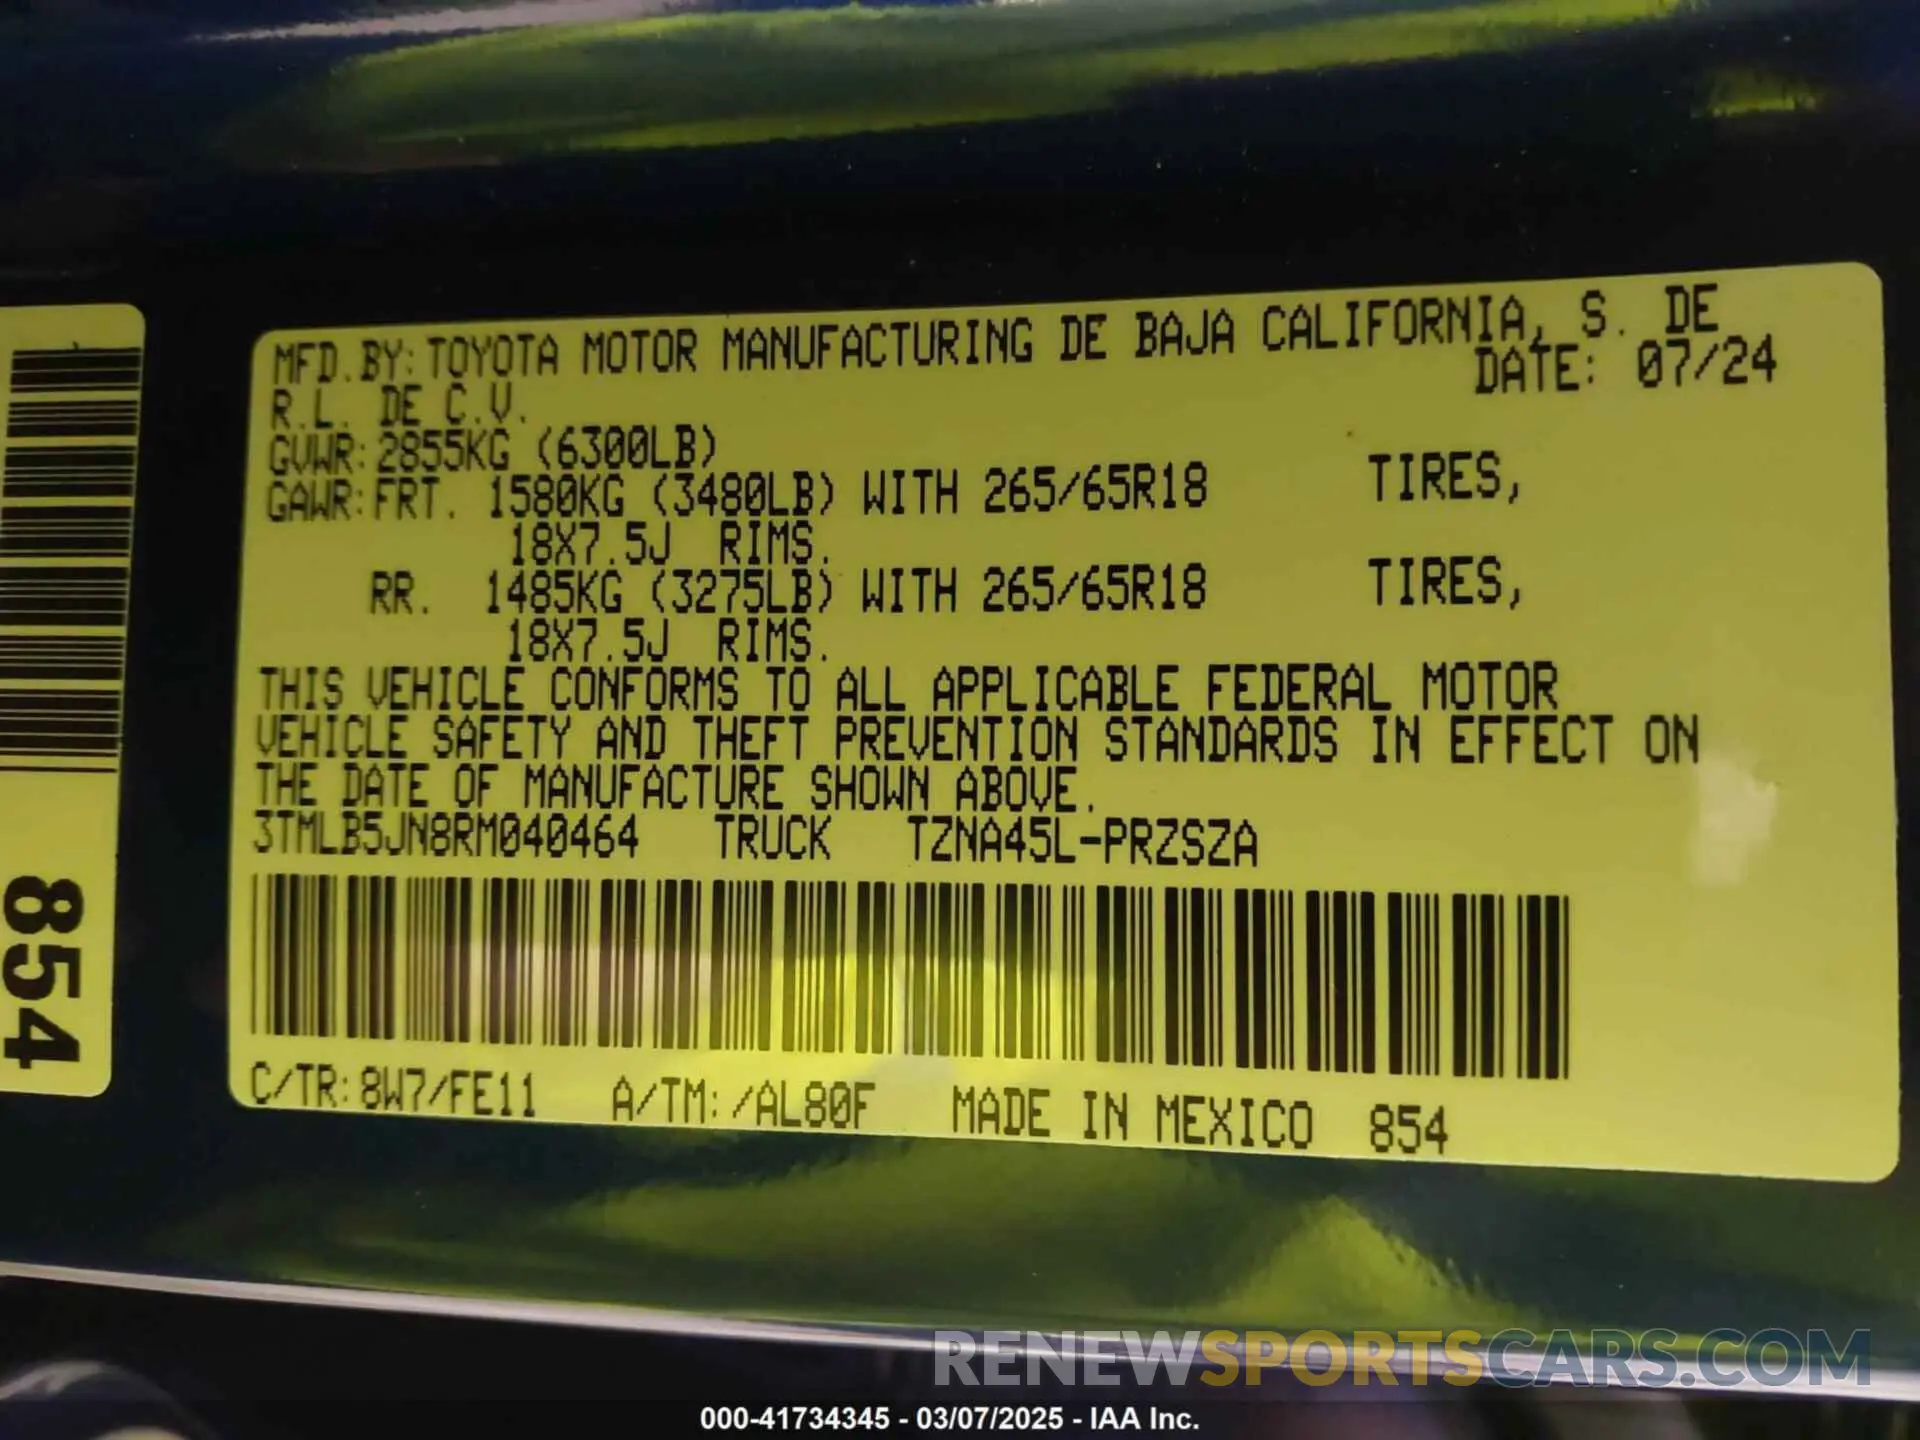 MFD.BY:TOYOTA MOTOR MANUFACTURING DE BAJA CALIFORNIA, S. DE
R.L. DE C.V.
DATE: 07/24
GVWR:2855KG (6300LB)
GAWR:FRT. 1580KG (3480LB) WITH 265/65R18 TIRES,
18X7.5J RIMS.
RR. 1485KG (3275LB) WITH 265/65R18 TIRES,
18X7.5J RIMS.
THIS VEHICLE CONFORMS TO ALL APPLICABLE FEDERAL MOTOR
VEHICLE SAFETY AND THEFT PREVENTION STANDARDS IN EFFECT ON
THE DATE OF MANUFACTURE SHOWN ABOVE.
3TMLB5JN8RM040464 TRUCK TZNA45L-PRZSZA
C/TR:8W7/FE11 A/TM:/AL80F MADE IN MEXICO 854
854
RENEWSPORTSCARS.COM
000-41734345 - 03/07/2025 - IAA Inc.